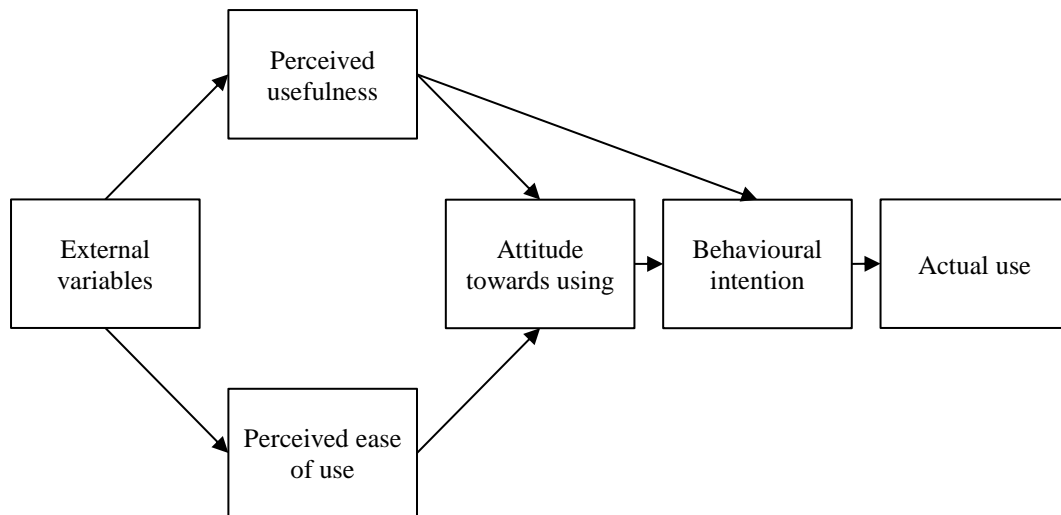 Perceived
usefulness
External
variables
Attitude
towards using
Behavioural
intention
Actual use
Perceived ease
of use